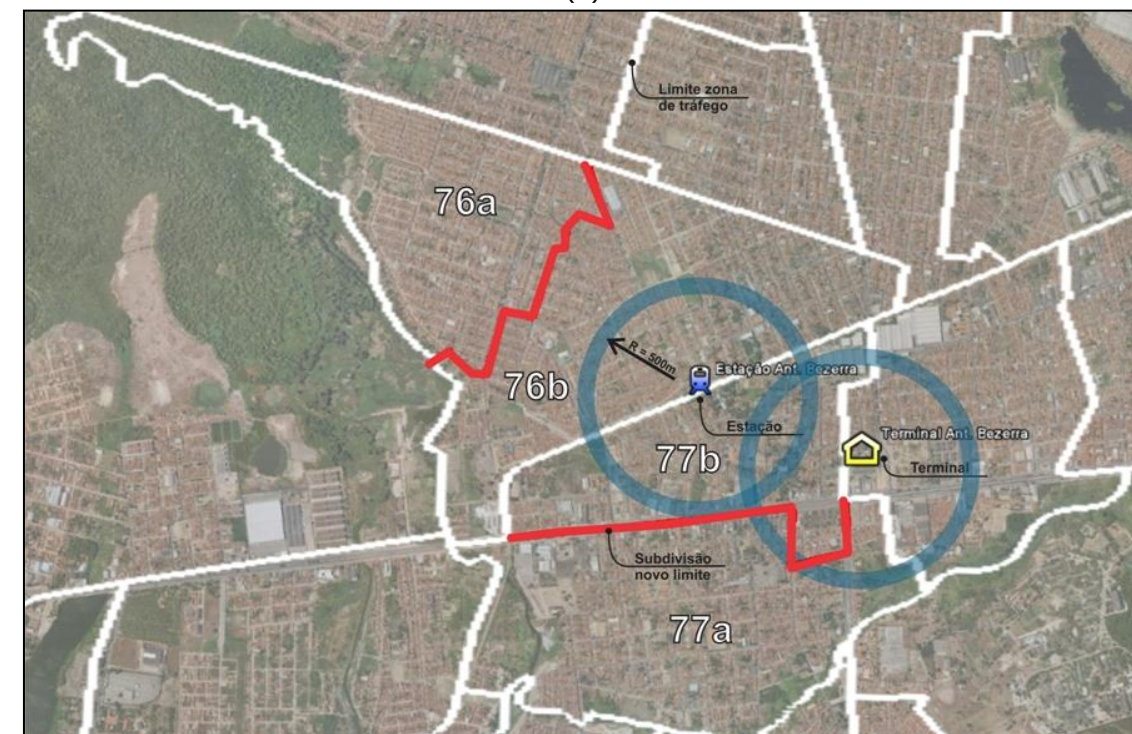 Limite zona
de tráfego
76a
R = 500m
Estação Ant. Bezerra
76b
Estação
Terminal Ant. Bezerra
77b
Terminal
Subdivisão
novo limite
77a